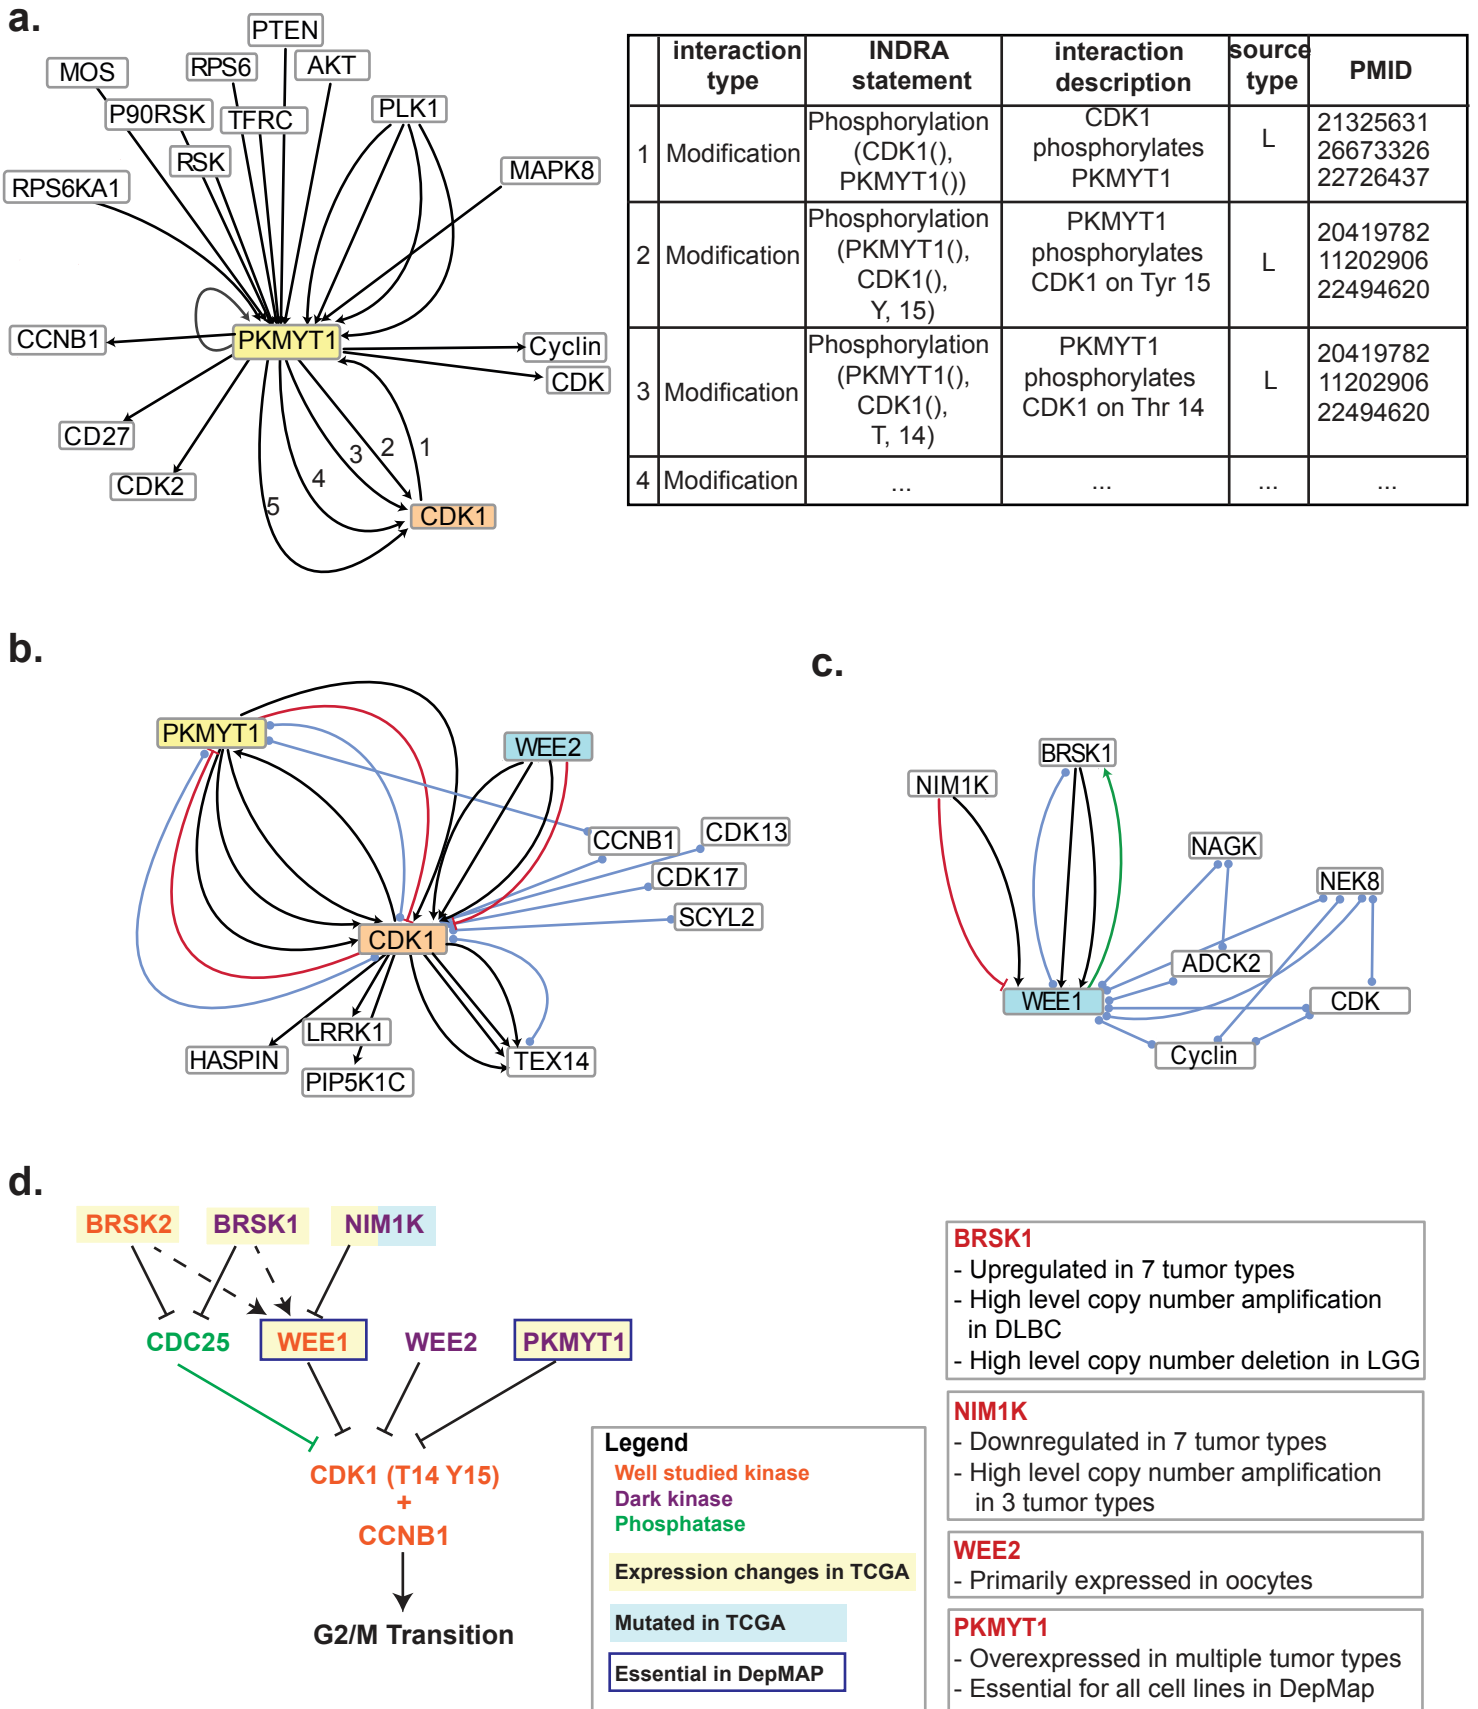 a.
PTEN
MOS
RPS6
AKT
P90RSK
TFRC
PLK1
RSK
MAPK8
RPS6KA1
CCNB1
PKMYT1
Cyclin
CDK
CD27
CDK2
CDK1
1
2
3
4
5
interaction type
INDRA statement
interaction description
source type
PMID
1
Modification
Phosphorylation
(CDK1(),
PKMYT1())
CDK1
phosphorylates
PKMYT1
L
21325631
26673326
22726437
2
Modification
Phosphorylation
(PKMYT1(),
CDK1(),
Y, 15)
PKMYT1
phosphorylates
CDK1 on Tyr 15
L
20419782
11202906
22494620
3
Modification
Phosphorylation
(PKMYT1(),
CDK1(),
T, 14)
PKMYT1
phosphorylates
CDK1 on Thr 14
L
20419782
11202906
22494620
4
Modification
...
...
...
...
b.
PKMYT1
WEE2
CCNB1
CDK13
CDK17
SCYL2
CDK1
LRRK1
HASPIN
PIP5K1C
TEX14
c.
BRSK1
NIM1K
NAGK
NEK8
ADCK2
WEE1
CDK
Cyclin
d.
BRSK2
BRSK1
NIM1K
CDC25
WEE1
WEE2
PKMYT1
CDK1 (T14 Y15)
+
CCNB1
G2/M Transition
Legend
Well studied kinase
Dark kinase
Phosphatase
Expression changes in TCGA
Mutated in TCGA
Essential in DepMAP
BRSK1
- Upregulated in 7 tumor types
- High level copy number amplification
in DLBC
- High level copy number deletion in LGG
NIM1K
- Downregulated in 7 tumor types
- High level copy number amplification
in 3 tumor types
WEE2
- Primarily expressed in oocytes
PKMYT1
- Overexpressed in multiple tumor types
- Essential for all cell lines in DepMap